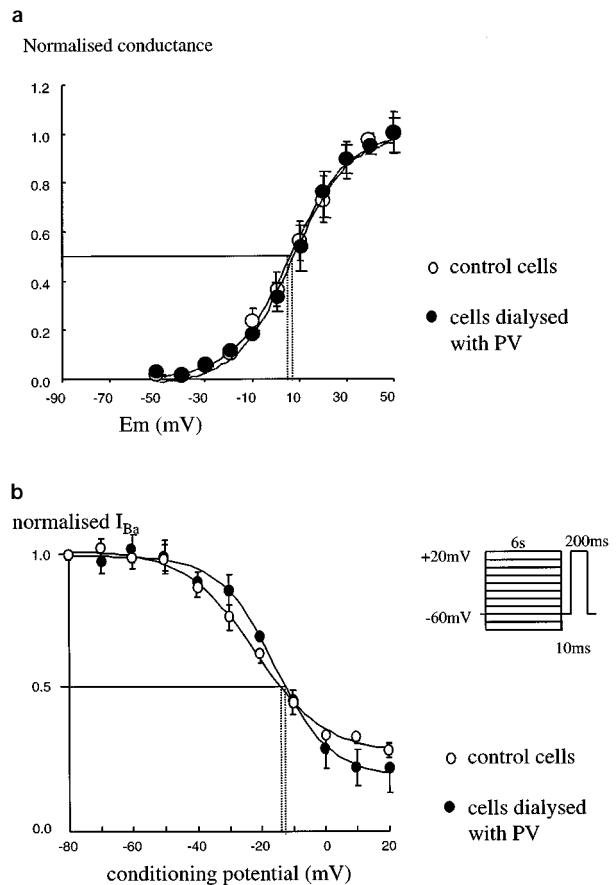 a
Normalised conductance
1.2
1.0
0.8
0.6
0.4
0.2
0.0
-90 -70 -50 -30 -10 10 30 50
Em (mV)
control cells
cells dialysed
with PV
b
normalised IBa
1.0
0.5
0.0
-80 -60 -40 -20 0 20
conditioning potential (mV)
6s 200ms
+20mV
-60mV
10ms
control cells
cells dialysed
with PV